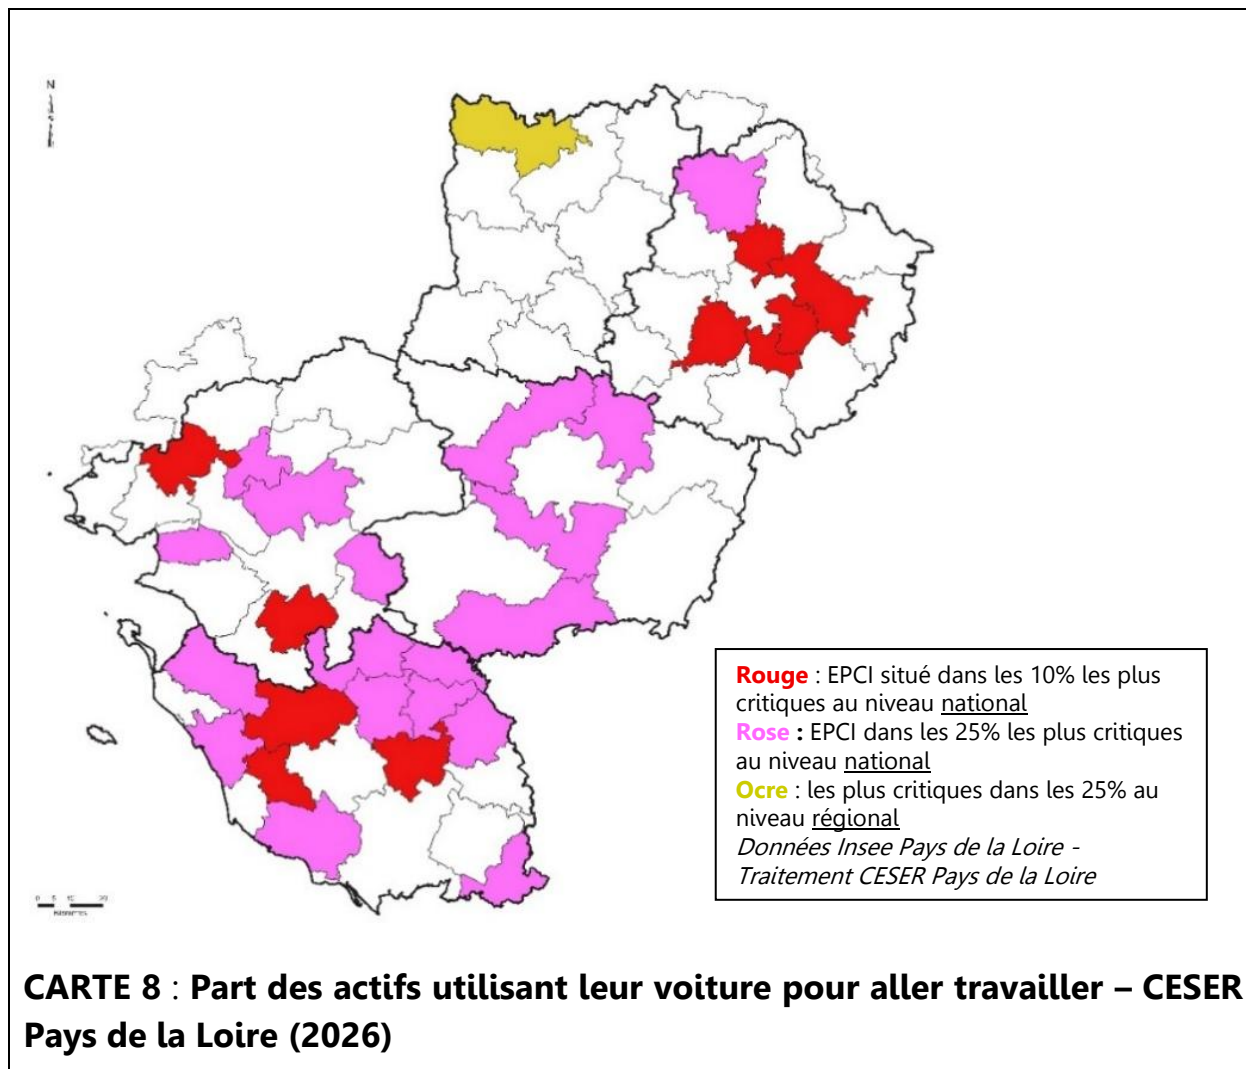 N
Rouge : EPCI situé dans les 10% les plus
critiques au niveau national
Rose : EPCI dans les 25% les plus critiques
au niveau national
Ocre : les plus critiques dans les 25% au
niveau régional
Données Insee Pays de la Loire -
Traitement CESER Pays de la Loire
CARTE 8 : Part des actifs utilisant leur voiture pour aller travailler – CESER
Pays de la Loire (2026)